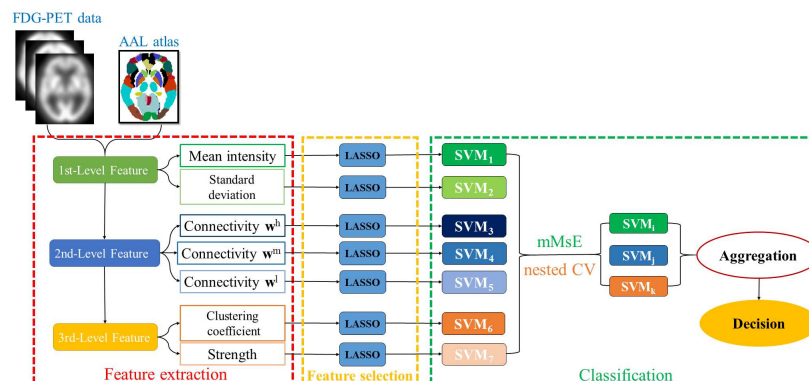 FDG-PET data
AAL atlas
1st-Level Feature
Mean intensity
LASSO
SVM₁
Standard
deviation
LASSO
SVM₂
2nd-Level Feature
Connectivity wʰ
LASSO
SVM₃
Connectivity wᵐ
LASSO
SVM₄
Connectivity wˡ
LASSO
SVM₅
3rd-Level Feature
Clustering
coefficient
LASSO
SVM₆
Strength
LASSO
SVM₇
mMsE
nested CV
SVMᵢ
SVMⱼ
SVMₖ
Aggregation
Decision
Feature extraction
Feature selection
Classification